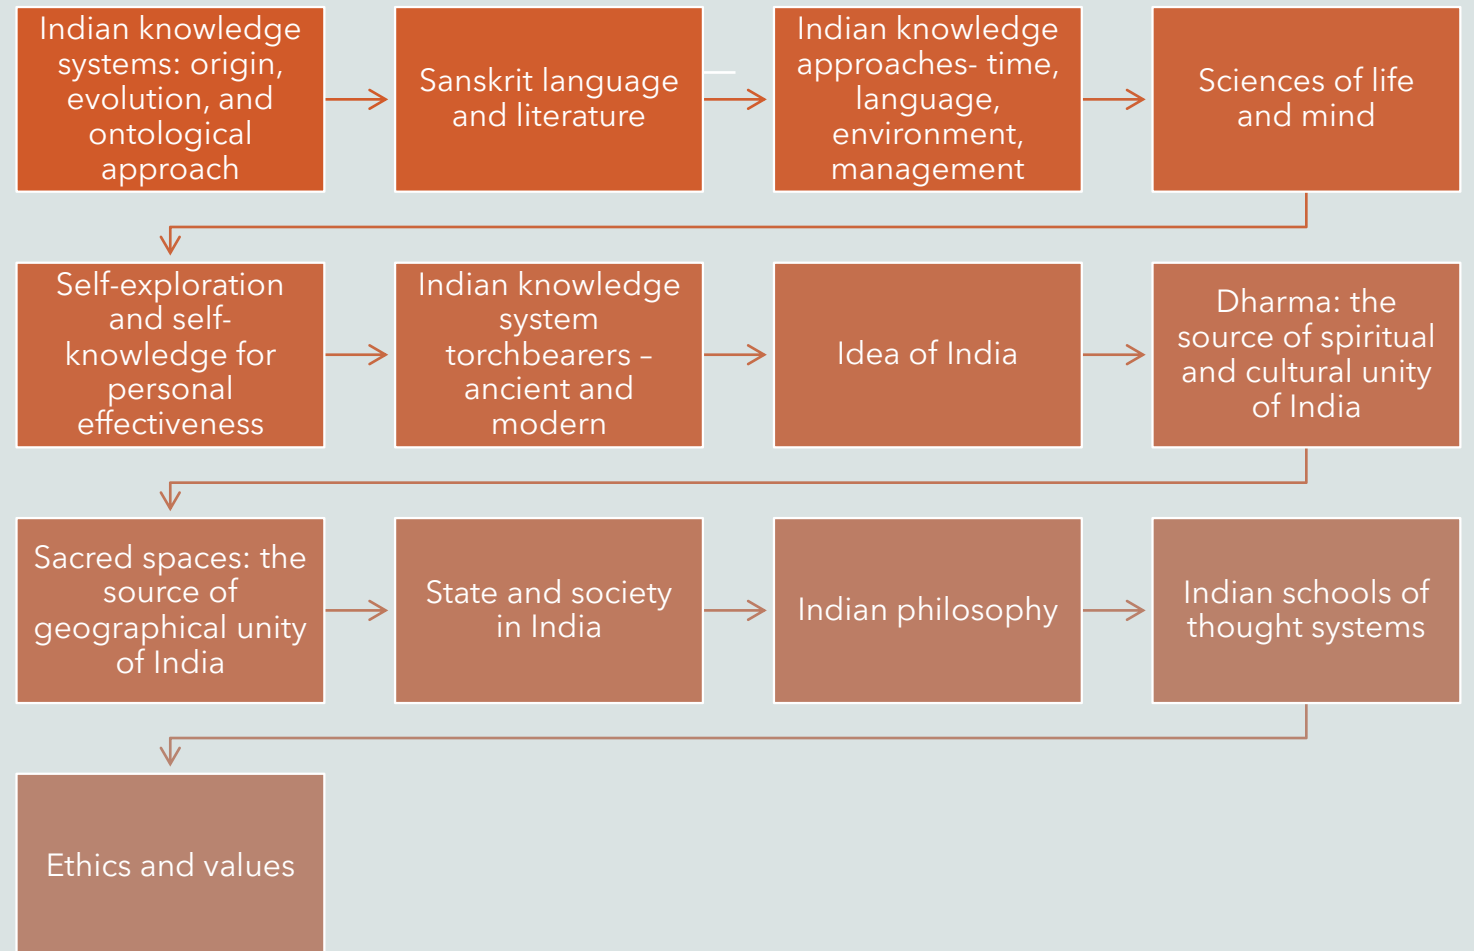 Indian knowledge
systems: origin,
evolution, and
ontological
approach
Sanskrit language
and literature
Indian knowledge
approaches- time,
language,
environment,
management
Sciences of life
and mind
Self-exploration
and self-
knowledge for
personal
effectiveness
Indian knowledge
system
torchbearers –
ancient and
modern
Idea of India
Dharma: the
source of spiritual
and cultural unity
of India
Sacred spaces: the
source of
geographical unity
of India
State and society
in India
Indian philosophy
Indian schools of
thought systems
Ethics and values